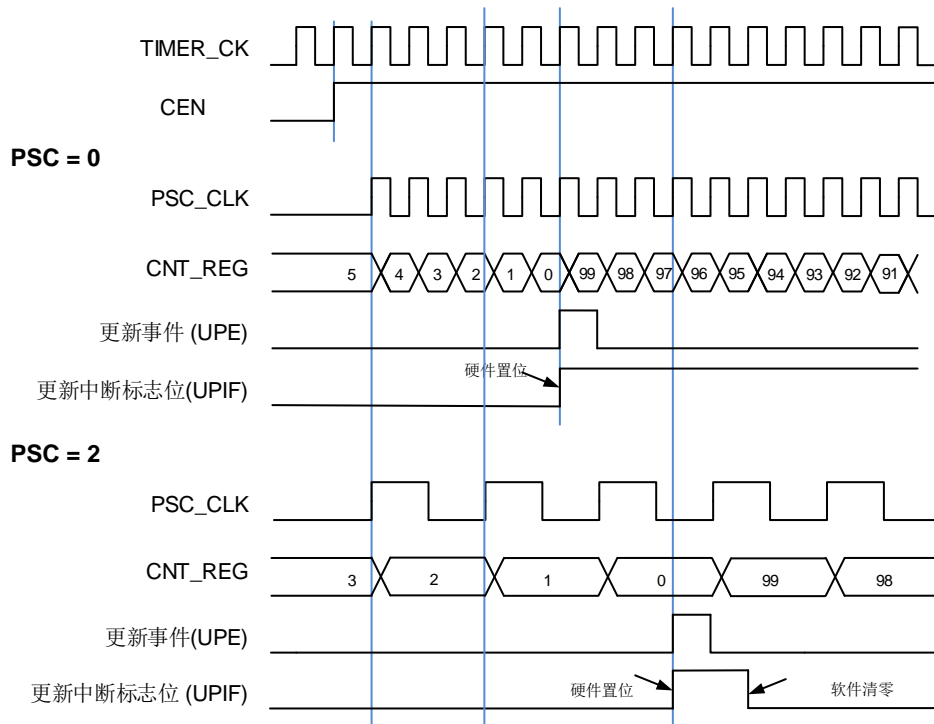 TIMER_CK
CEN
PSC = 0
PSC_CLK
CNT_REG 5 4 3 2 1 0 99 98 97 96 95 94 93 92 91
更新事件 (UPE)
硬件置位
更新中断标志位(UPIF)
PSC = 2
PSC_CLK
CNT_REG 3 2 1 0 99 98
更新事件(UPE)
更新中断标志位 (UPIF) 硬件置位 软件清零